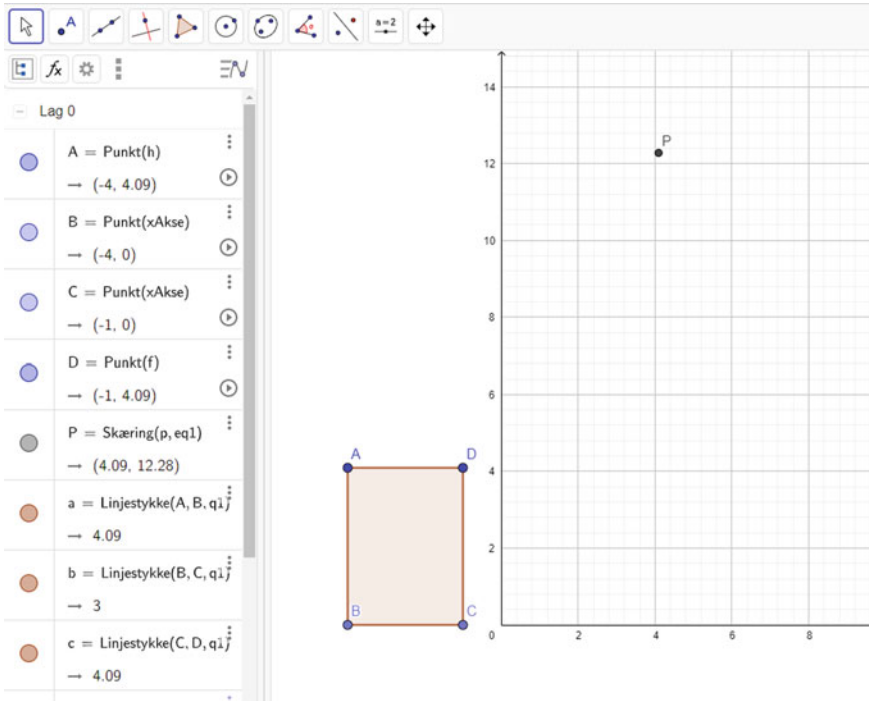 A
a=2
fx
N
Lag 0
A = Punkt(h)
→ (-4, 4.09)
B = Punkt(xAkse)
→ (-4, 0)
C = Punkt(xAkse)
→ (-1, 0)
D = Punkt(f)
→ (-1, 4.09)
P = Skæring(p, eq1)
→ (4.09, 12.28)
a = Linjestykke(A, B, q1)
→ 4.09
b = Linjestykke(B, C, q1)
→ 3
c = Linjestykke(C, D, q1)
→ 4.09
14
P
12
10
8
6
A D
4
2
B C
0 2 4 6 8